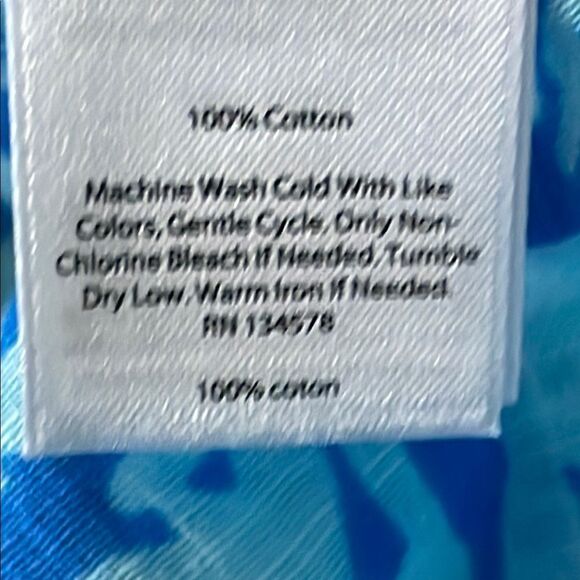 100% Cotton
Machine Wash Cold With Like
Colors, Gentle Cycle. Only Non-
Chlorine Bleach If Needed. Tumble
Dry Low. Warm Iron If Needed.
RN 134578
100% coton